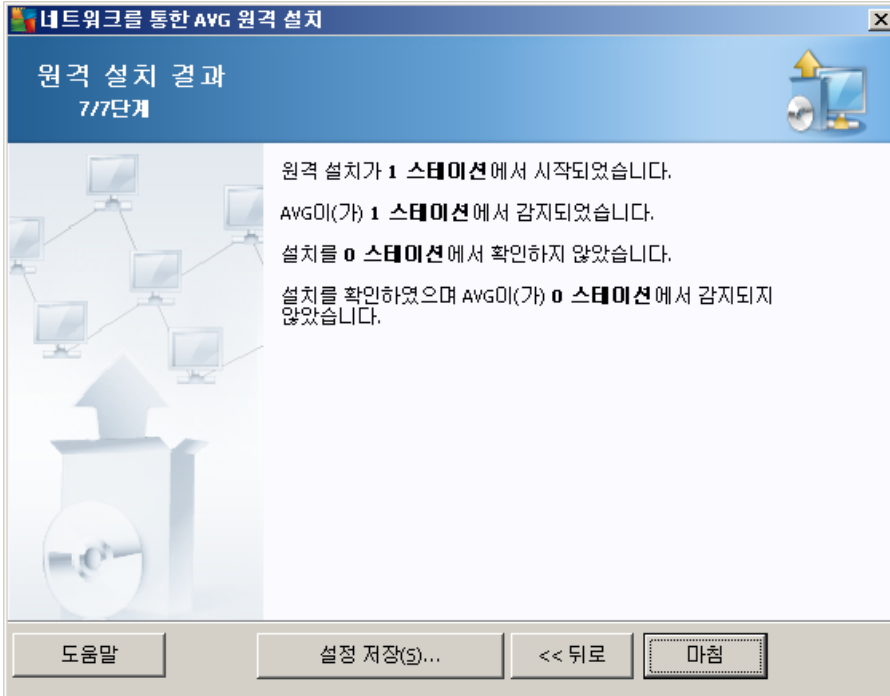 네트워크를 통한 AVG 원격 설치
원격 설치 결과
7/7단계
원격 설치가 1 스테이션에서 시작되었습니다.
AVG이(가) 1 스테이션에서 감지되었습니다.
설치를 0 스테이션에서 확인하지 않았습니다.
설치를 확인하였으며 AVG이(가) 0 스테이션에서 감지되지
않았습니다.
도움말
설정 저장(S)...
<< 뒤로
마침